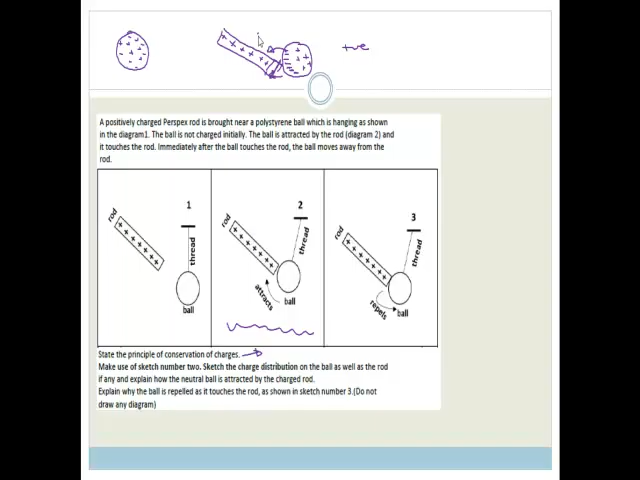 +ve
A positively charged Perspex rod is brought near a polystyrene ball which is hanging as shown
in the diagram1. The ball is not charged initially. The ball is attracted by the rod (diagram 2) and
it touches the rod. Immediately after the ball touches the rod, the ball moves away from the
rod.
1
rod
thread
ball
2
rod
thread
attracts
ball
3
rod
thread
repels
ball
State the principle of conservation of charges.
Make use of sketch number two. Sketch the charge distribution on the ball as well as the rod
if any and explain how the neutral ball is attracted by the charged rod.
Explain why the ball is repelled as it touches the rod, as shown in sketch number 3.(Do not
draw any diagram)